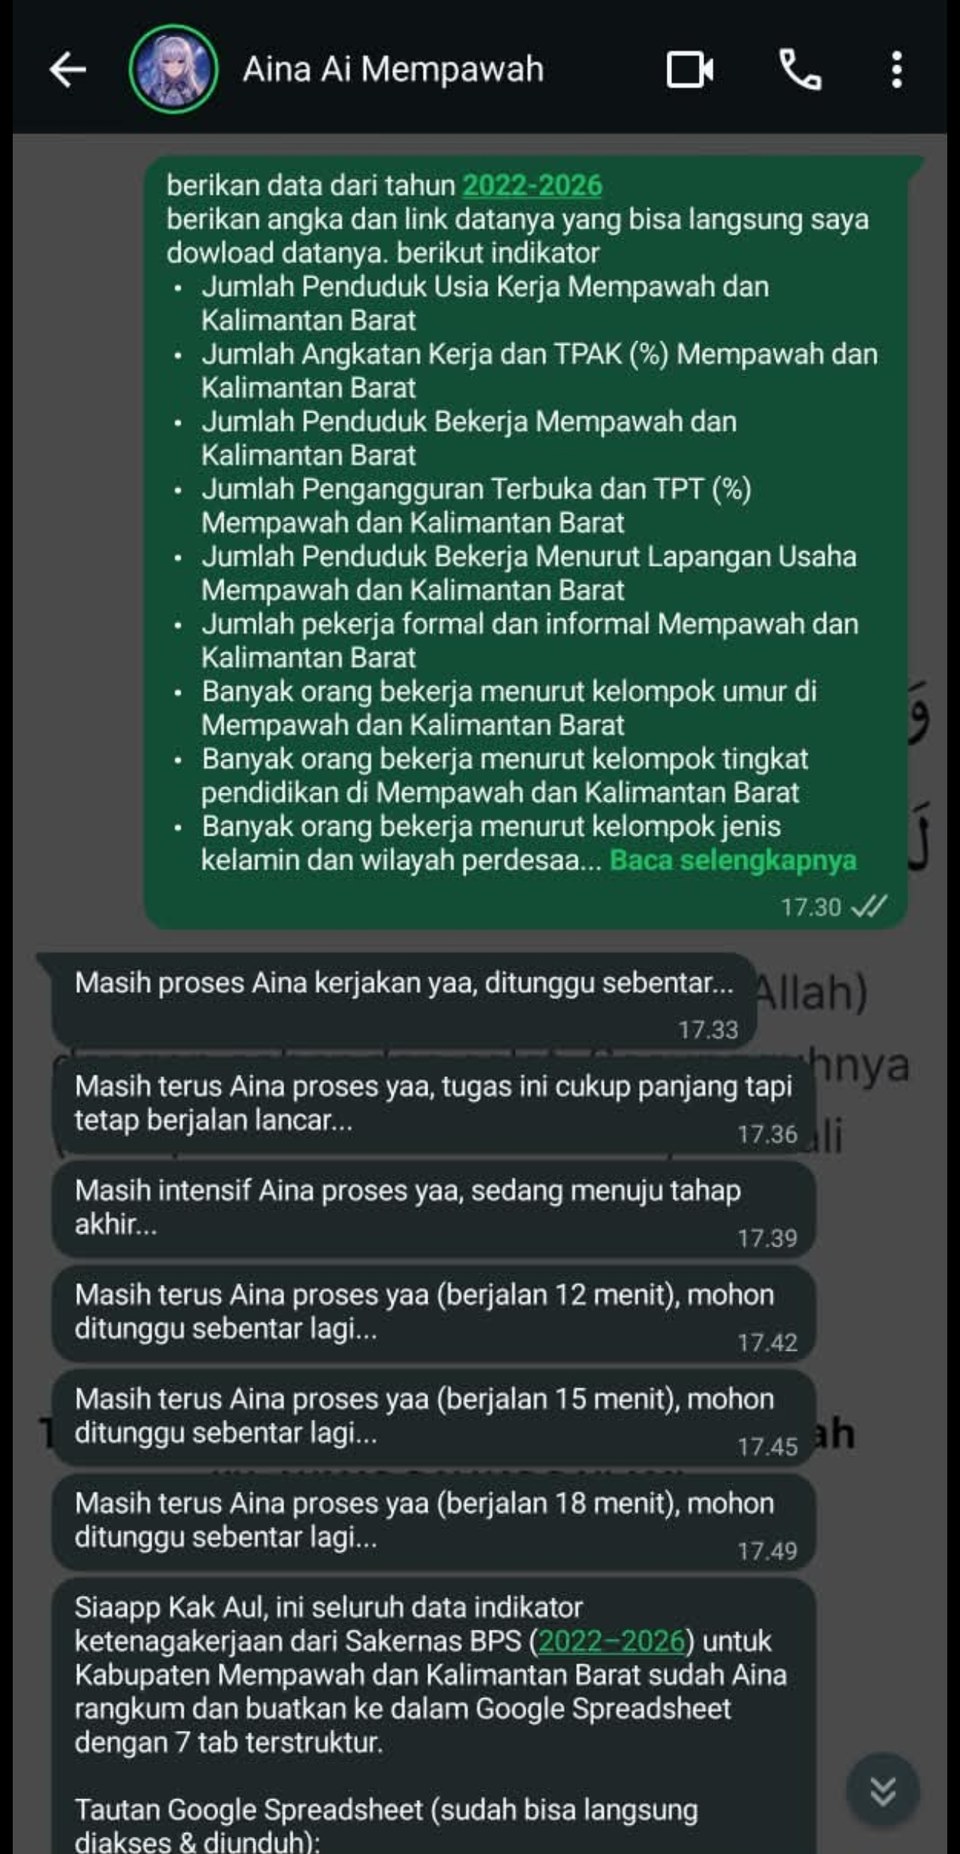 Aina Ai Mempawah
berikan data dari tahun 2022-2026
berikan angka dan link datanya yang bisa langsung saya
dowload datanya. berikut indikator
• Jumlah Penduduk Usia Kerja Mempawah dan
Kalimantan Barat
• Jumlah Angkatan Kerja dan TPAK (%) Mempawah dan
Kalimantan Barat
• Jumlah Penduduk Bekerja Mempawah dan
Kalimantan Barat
• Jumlah Pengangguran Terbuka dan TPT (%)
Mempawah dan Kalimantan Barat
• Jumlah Penduduk Bekerja Menurut Lapangan Usaha
Mempawah dan Kalimantan Barat
• Jumlah pekerja formal dan informal Mempawah dan
Kalimantan Barat
• Banyak orang bekerja menurut kelompok umur di
Mempawah dan Kalimantan Barat
• Banyak orang bekerja menurut kelompok tingkat
pendidikan di Mempawah dan Kalimantan Barat
• Banyak orang bekerja menurut kelompok jenis
kelamin dan wilayah perdesaa... Baca selengkapnya
17.30
Masih proses Aina kerjakan yaa, ditunggu sebentar...
17.33
Allah)
hnya
Masih terus Aina proses yaa, tugas ini cukup panjang tapi
tetap berjalan lancar...
17.36
ali
Masih intensif Aina proses yaa, sedang menuju tahap
akhir...
17.39
Masih terus Aina proses yaa (berjalan 12 menit), mohon
ditunggu sebentar lagi...
17.42
Masih terus Aina proses yaa (berjalan 15 menit), mohon
ditunggu sebentar lagi...
17.45
ah
Masih terus Aina proses yaa (berjalan 18 menit), mohon
ditunggu sebentar lagi...
17.49
Siaapp Kak Aul, ini seluruh data indikator
ketenagakerjaan dari Sakernas BPS (2022–2026) untuk
Kabupaten Mempawah dan Kalimantan Barat sudah Aina
rangkum dan buatkan ke dalam Google Spreadsheet
dengan 7 tab terstruktur.
Tautan Google Spreadsheet (sudah bisa langsung
diakses & diunduh):